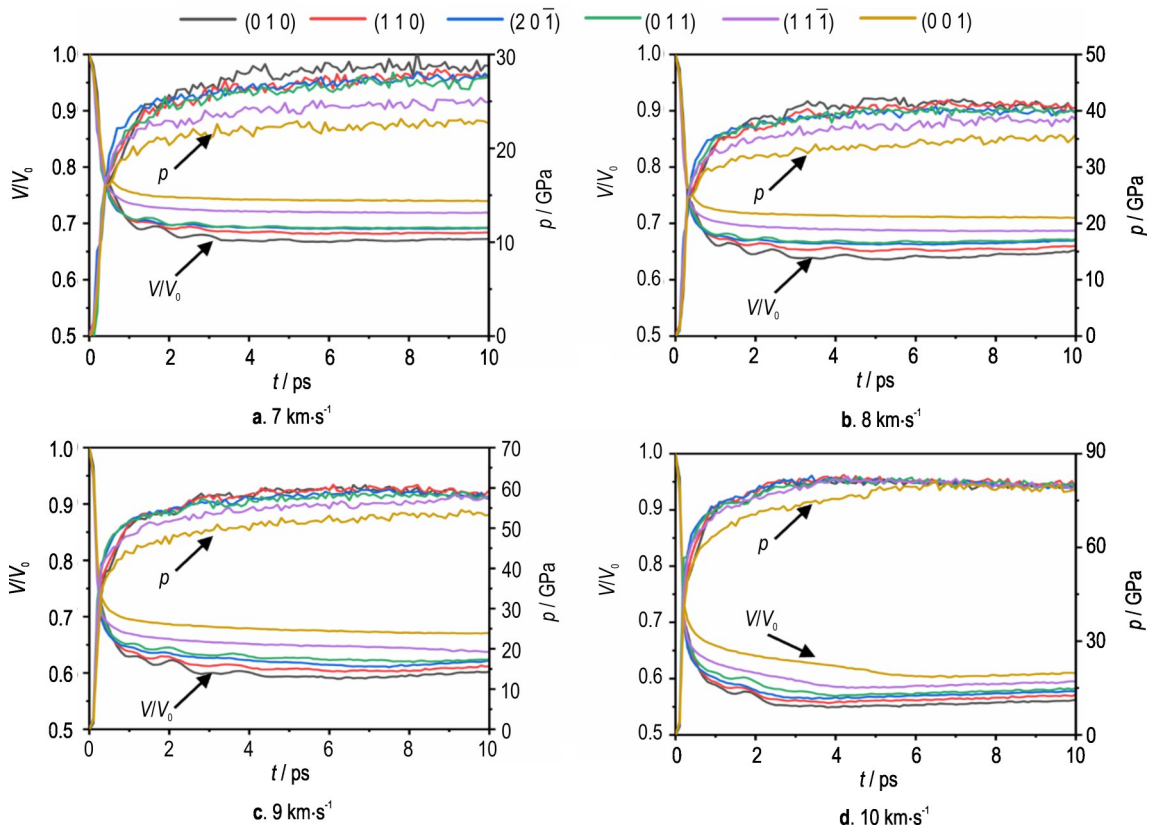 (0 1 0) (1 1 0) (2 0 1̅) (0 1 1) (1 1 1̅) (0 0 1)
a
b
1.0
0.9
0.8
0.7
0.6
0.5
V/V₀
30
20
10
0
p / GPa
p
V/V₀
0 2 4 6 8 10
t / ps
a. 7 km·s⁻¹
1.0
0.9
0.8
0.7
0.6
0.5
V/V₀
50
40
30
20
10
0
p / GPa
p
V/V₀
0 2 4 6 8 10
t / ps
b. 8 km·s⁻¹
c
d
1.0
0.9
0.8
0.7
0.6
0.5
V/V₀
70
60
50
40
30
20
10
0
p / GPa
p
V/V₀
0 2 4 6 8 10
t / ps
c. 9 km·s⁻¹
1.0
0.9
0.8
0.7
0.6
0.5
V/V₀
90
60
30
0
p / GPa
p
V/V₀
0 2 4 6 8 10
t / ps
d. 10 km·s⁻¹